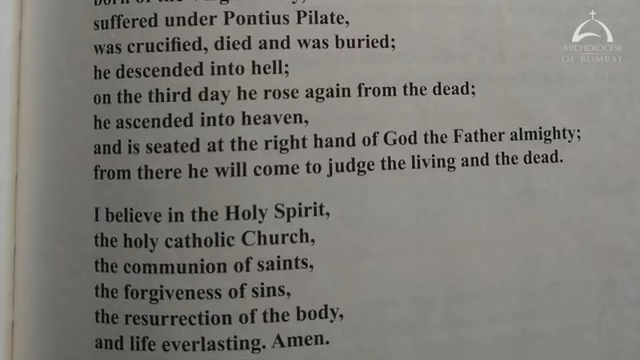 suffered under Pontius Pilate,
was crucified, died and was buried;
he descended into hell;
on the third day he rose again from the dead;
he ascended into heaven,
and is seated at the right hand of God the Father almighty;
from there he will come to judge the living and the dead.
I believe in the Holy Spirit,
the holy catholic Church,
the communion of saints,
the forgiveness of sins,
the resurrection of the body,
and life everlasting. Amen.
ARCHDIOCESE
OF BOMBAY